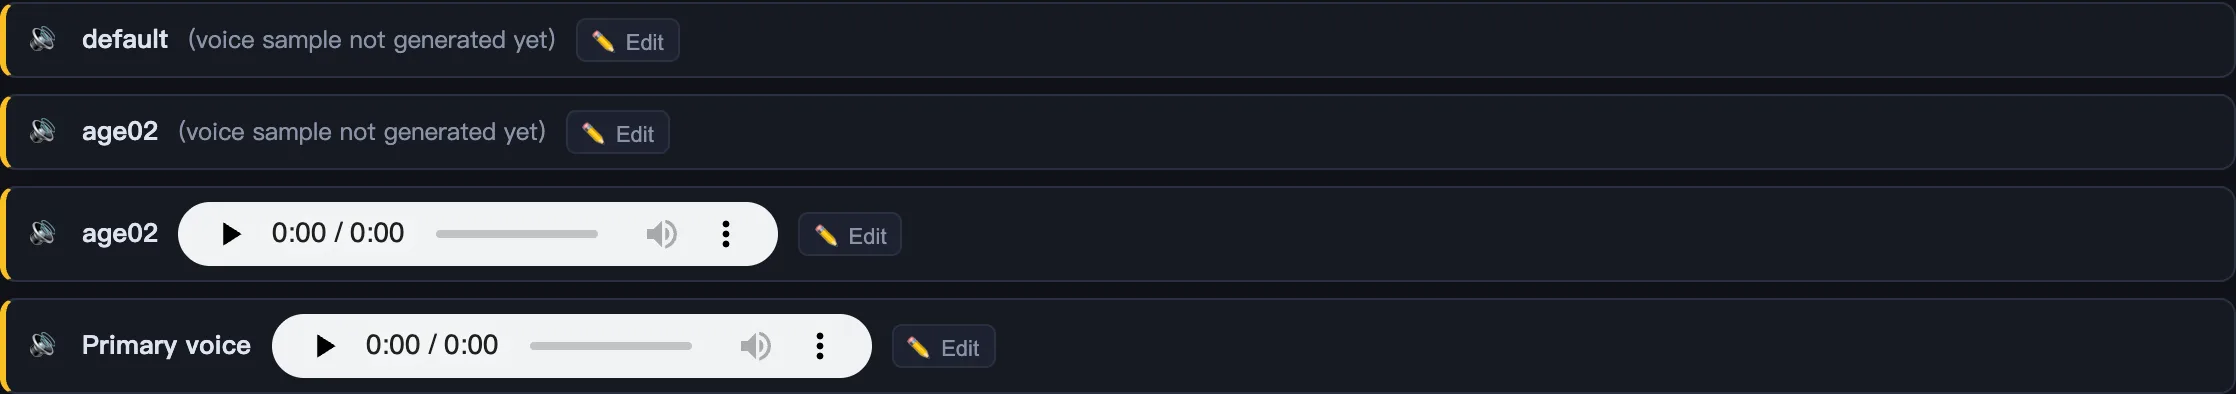 default (voice sample not generated yet) Edit
age02 (voice sample not generated yet) Edit
age02 0:00 / 0:00 Edit
Primary voice 0:00 / 0:00 Edit